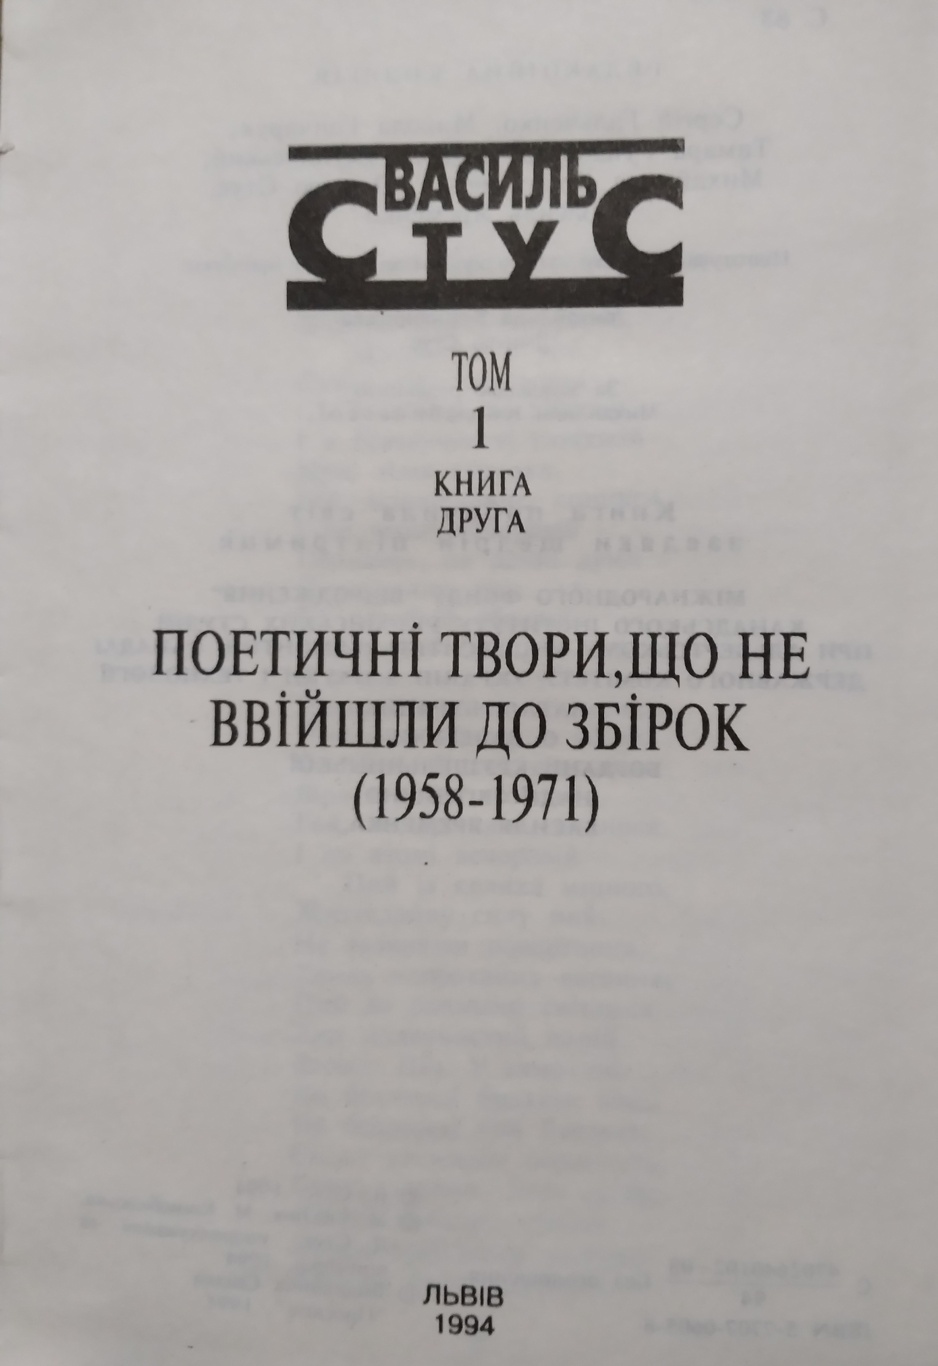 ВАСИЛЬ
СТУС
ТОМ
1
КНИГА
ДРУГА
ПОЕТИЧНІ ТВОРИ, ЩО НЕ
ВВІЙШЛИ ДО ЗБІРОК
(1958-1971)
ЛЬВІВ
1994